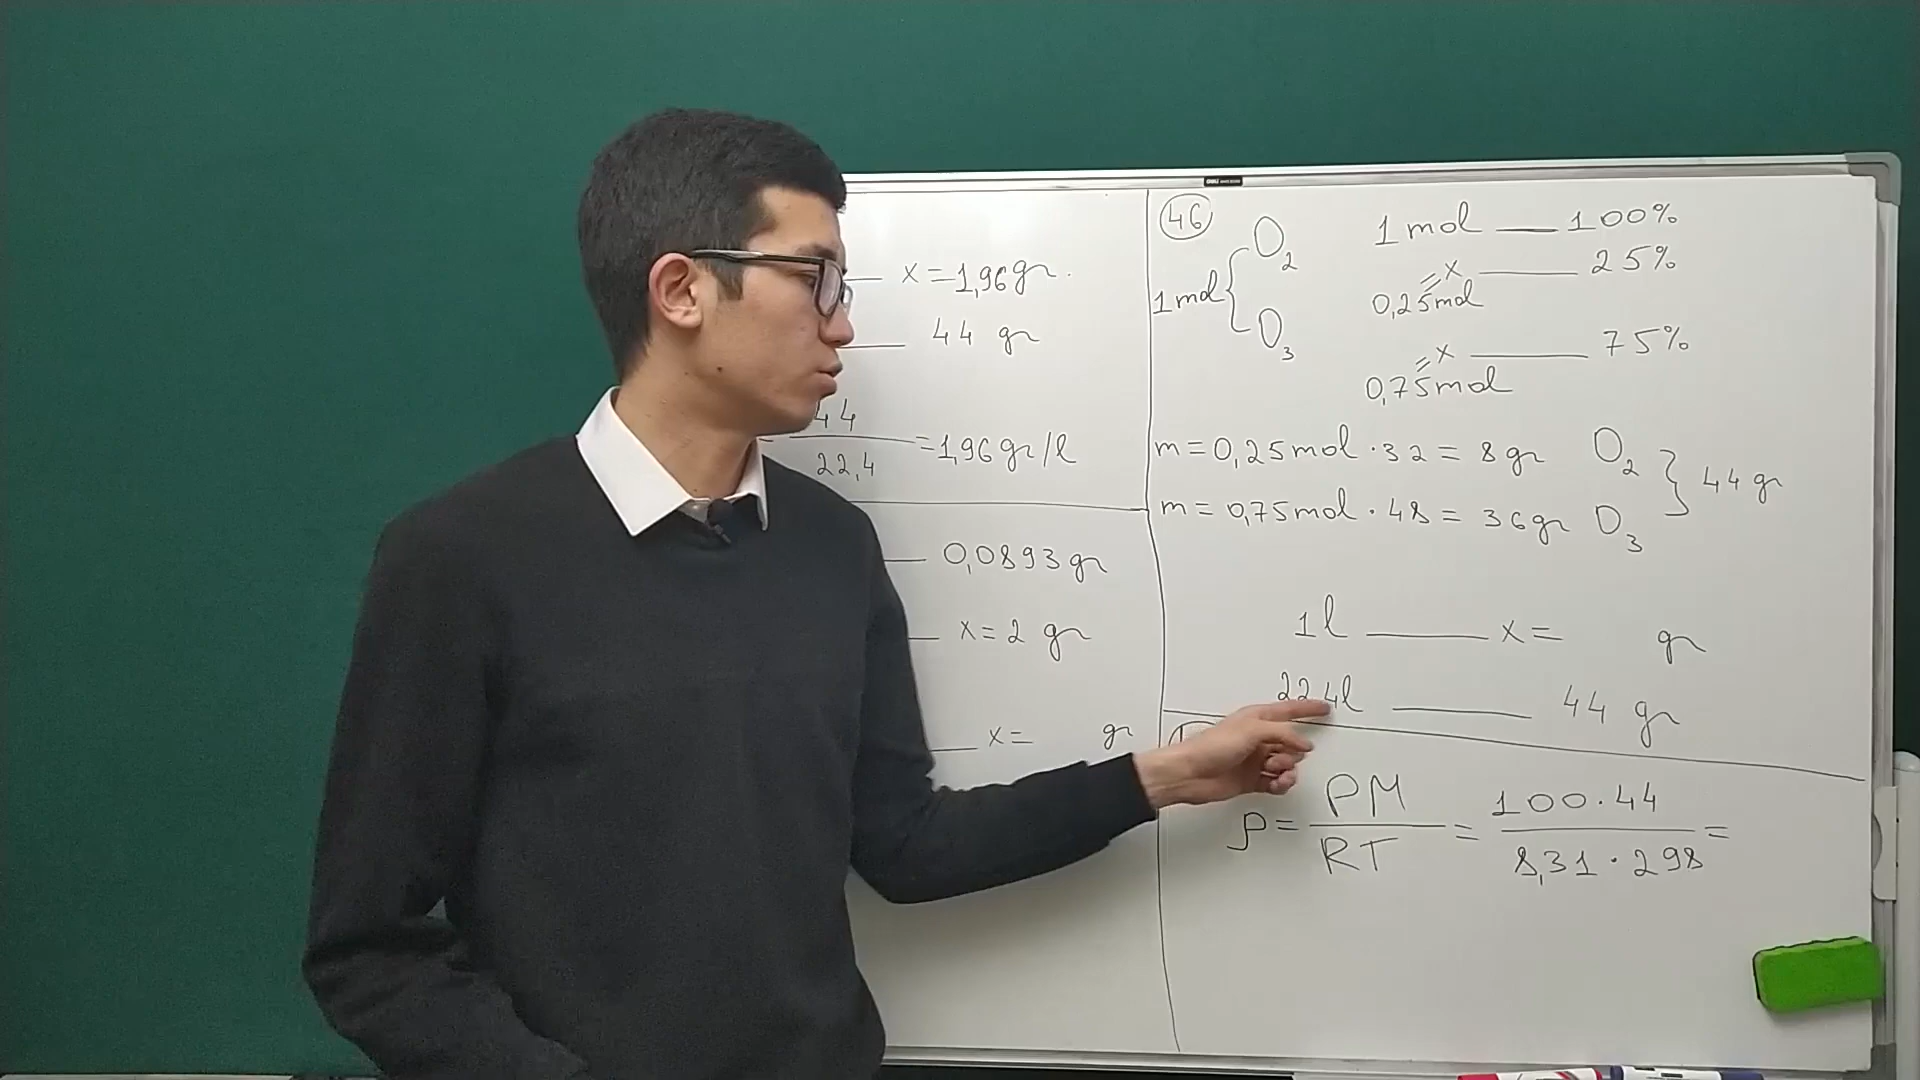 x = 1,96 gr.
44 gr
44
22,4
= 1,96 gr/l
0,0893 gr
x = 2 gr
x = gr
46
1 mol
O2
O3
1 mol — 100%
x — 25%
0,25 mol
x — 75%
0,75 mol
m = 0,25 mol · 32 = 8 gr O2
m = 0,75 mol · 48 = 36 gr O3
} 44 gr
1 l — x = gr
22,4 l — 44 gr
ρ = PM / RT = 100 · 44 / 8,31 · 298 =